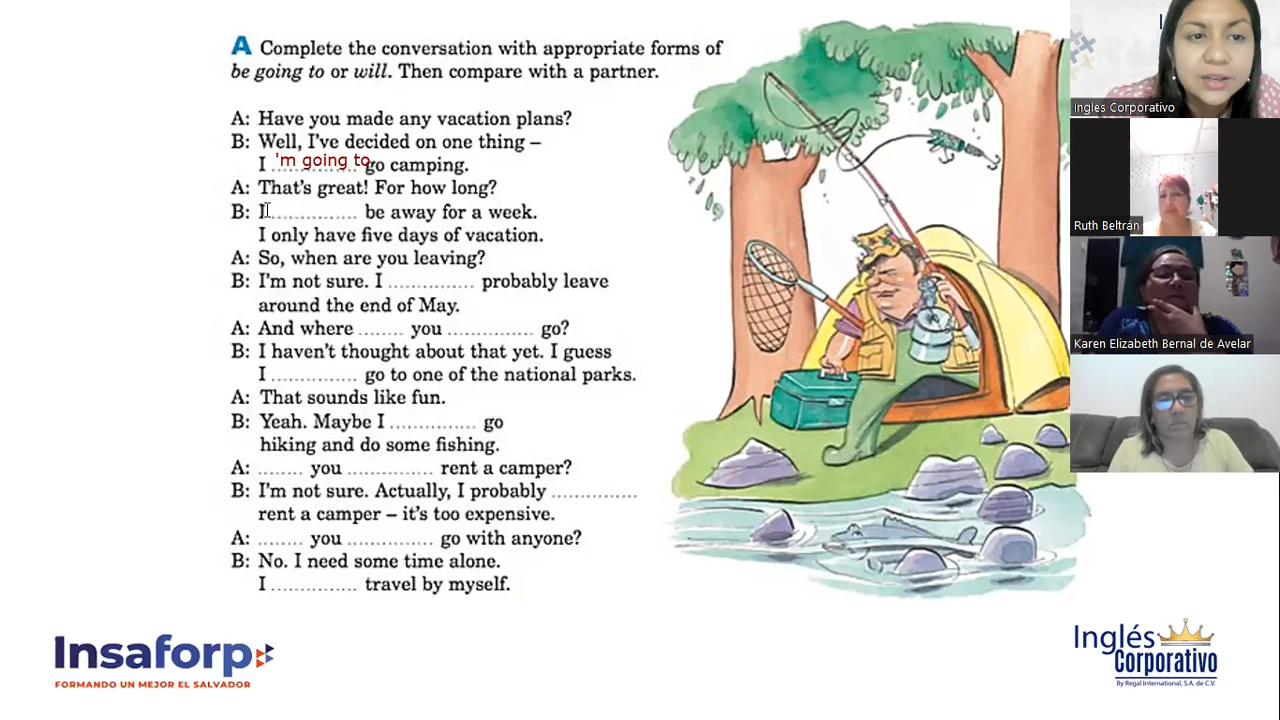 A Complete the conversation with appropriate forms of
be going to or will. Then compare with a partner.
A: Have you made any vacation plans?
B: Well, I've decided on one thing –
I 'm going to go camping.
A: That's great! For how long?
B: I .............. be away for a week.
I only have five days of vacation.
A: So, when are you leaving?
B: I'm not sure. I .............. probably leave
around the end of May.
A: And where ........ you .............. go?
B: I haven't thought about that yet. I guess
I .............. go to one of the national parks.
A: That sounds like fun.
B: Yeah. Maybe I .............. go
hiking and do some fishing.
A: ........ you .............. rent a camper?
B: I'm not sure. Actually, I probably ..............
rent a camper – it's too expensive.
A: ........ you .............. go with anyone?
B: No. I need some time alone.
I .............. travel by myself.
Insaforp
FORMANDO UN MEJOR EL SALVADOR
Inglés
Corporativo
By Regal International, S.A. de C.V.
Ingles Corporativo
Ruth Beltrán
Karen Elizabeth Bernal de Avelar